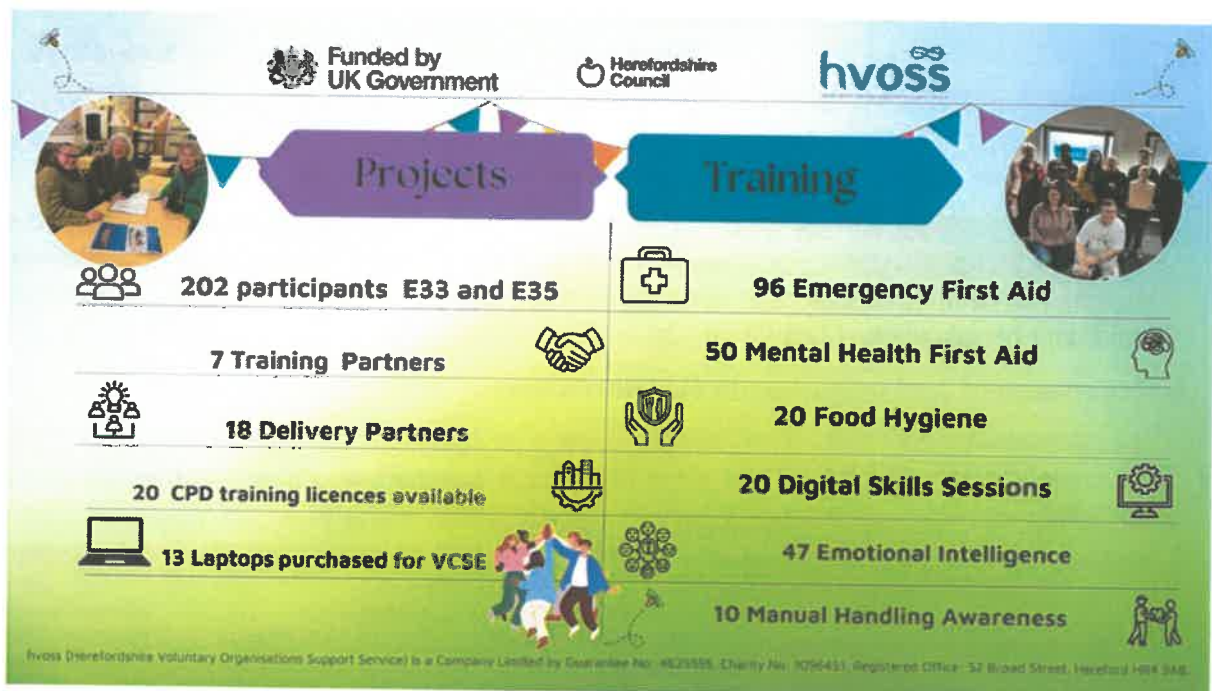 Funded by
UK Government
Herefordshire
Council
hvoss
Projects
Training
202 participants E33 and E35
7 Training Partners
18 Delivery Partners
20 CPD training licences available
13 Laptops purchased for VCSE
96 Emergency First Aid
50 Mental Health First Aid
20 Food Hygiene
20 Digital Skills Sessions
47 Emotional Intelligence
10 Manual Handling Awareness
hvoss (Herefordshire Voluntary Organisations Support Service) is a Company Limited by Guarantee No. Charity No. Registered Office: Broad Street, Hereford